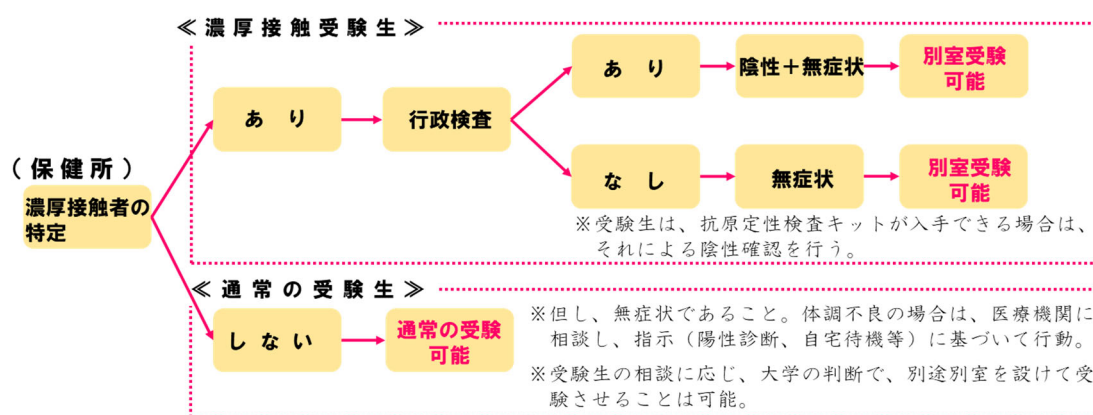 ≪濃厚接触受験生≫
あり
陰性＋無症状
別室受験
可能
あり
行政検査
（保健所）
濃厚接触者の
特定
なし
無症状
別室受験
可能
※受験生は、抗原定性検査キットが入手できる場合は、
それによる陰性確認を行う。
≪通常の受験生≫
しない
通常の受験
可能
※但し、無症状であること。体調不良の場合は、医療機関に
相談し、指示（陽性診断、自宅待機等）に基づいて行動。
※受験生の相談に応じ、大学の判断で、別途別室を設けて受
験させることは可能。